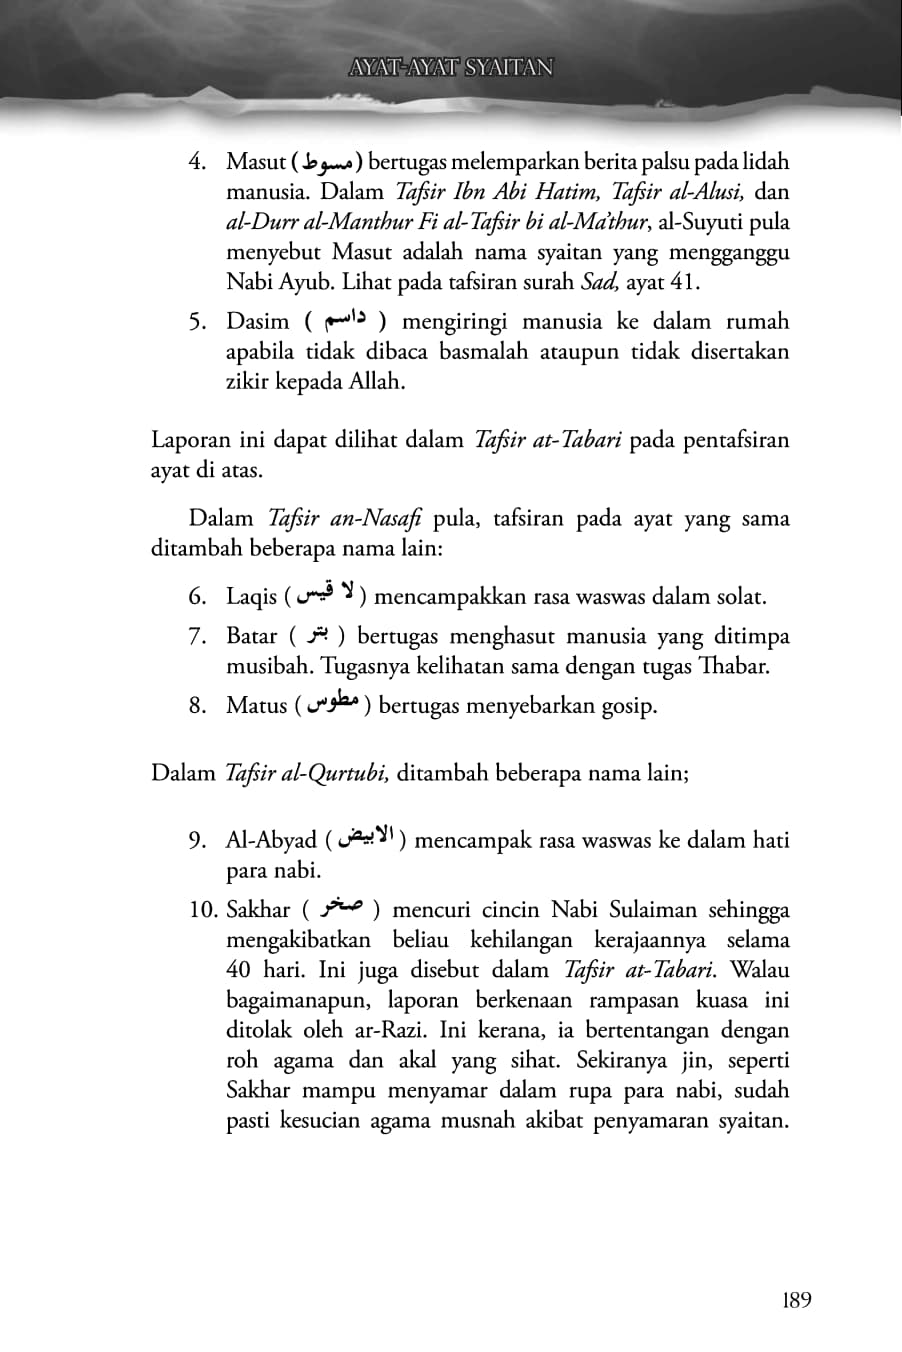 AYAT-AYAT SYAITAN
4. Masut ( مسوط ) bertugas melemparkan berita palsu pada lidah
manusia. Dalam Tafsir Ibn Abi Hatim, Tafsir al-Alusi, dan
al-Durr al-Manthur Fi al-Tafsir bi al-Ma’thur, al-Suyuti pula
menyebut Masut adalah nama syaitan yang mengganggu
Nabi Ayub. Lihat pada tafsiran surah Sad, ayat 41.
5. Dasim ( داسم ) mengiringi manusia ke dalam rumah
apabila tidak dibaca basmalah ataupun tidak disertakan
zikir kepada Allah.
Laporan ini dapat dilihat dalam Tafsir at-Tabari pada pentafsiran
ayat di atas.
Dalam Tafsir an-Nasafi pula, tafsiran pada ayat yang sama
ditambah beberapa nama lain:
6. Laqis ( لا قيس ) mencampakkan rasa waswas dalam solat.
7. Batar ( بتر ) bertugas menghasut manusia yang ditimpa
musibah. Tugasnya kelihatan sama dengan tugas Thabar.
8. Matus ( مطوس ) bertugas menyebarkan gosip.
Dalam Tafsir al-Qurtubi, ditambah beberapa nama lain;
9. Al-Abyad ( الابيض ) mencampak rasa waswas ke dalam hati
para nabi.
10. Sakhar ( صخر ) mencuri cincin Nabi Sulaiman sehingga
mengakibatkan beliau kehilangan kerajaannya selama
40 hari. Ini juga disebut dalam Tafsir at-Tabari. Walau
bagaimanapun, laporan berkenaan rampasan kuasa ini
ditolak oleh ar-Razi. Ini kerana, ia bertentangan dengan
roh agama dan akal yang sihat. Sekiranya jin, seperti
Sakhar mampu menyamar dalam rupa para nabi, sudah
pasti kesucian agama musnah akibat penyamaran syaitan.
189